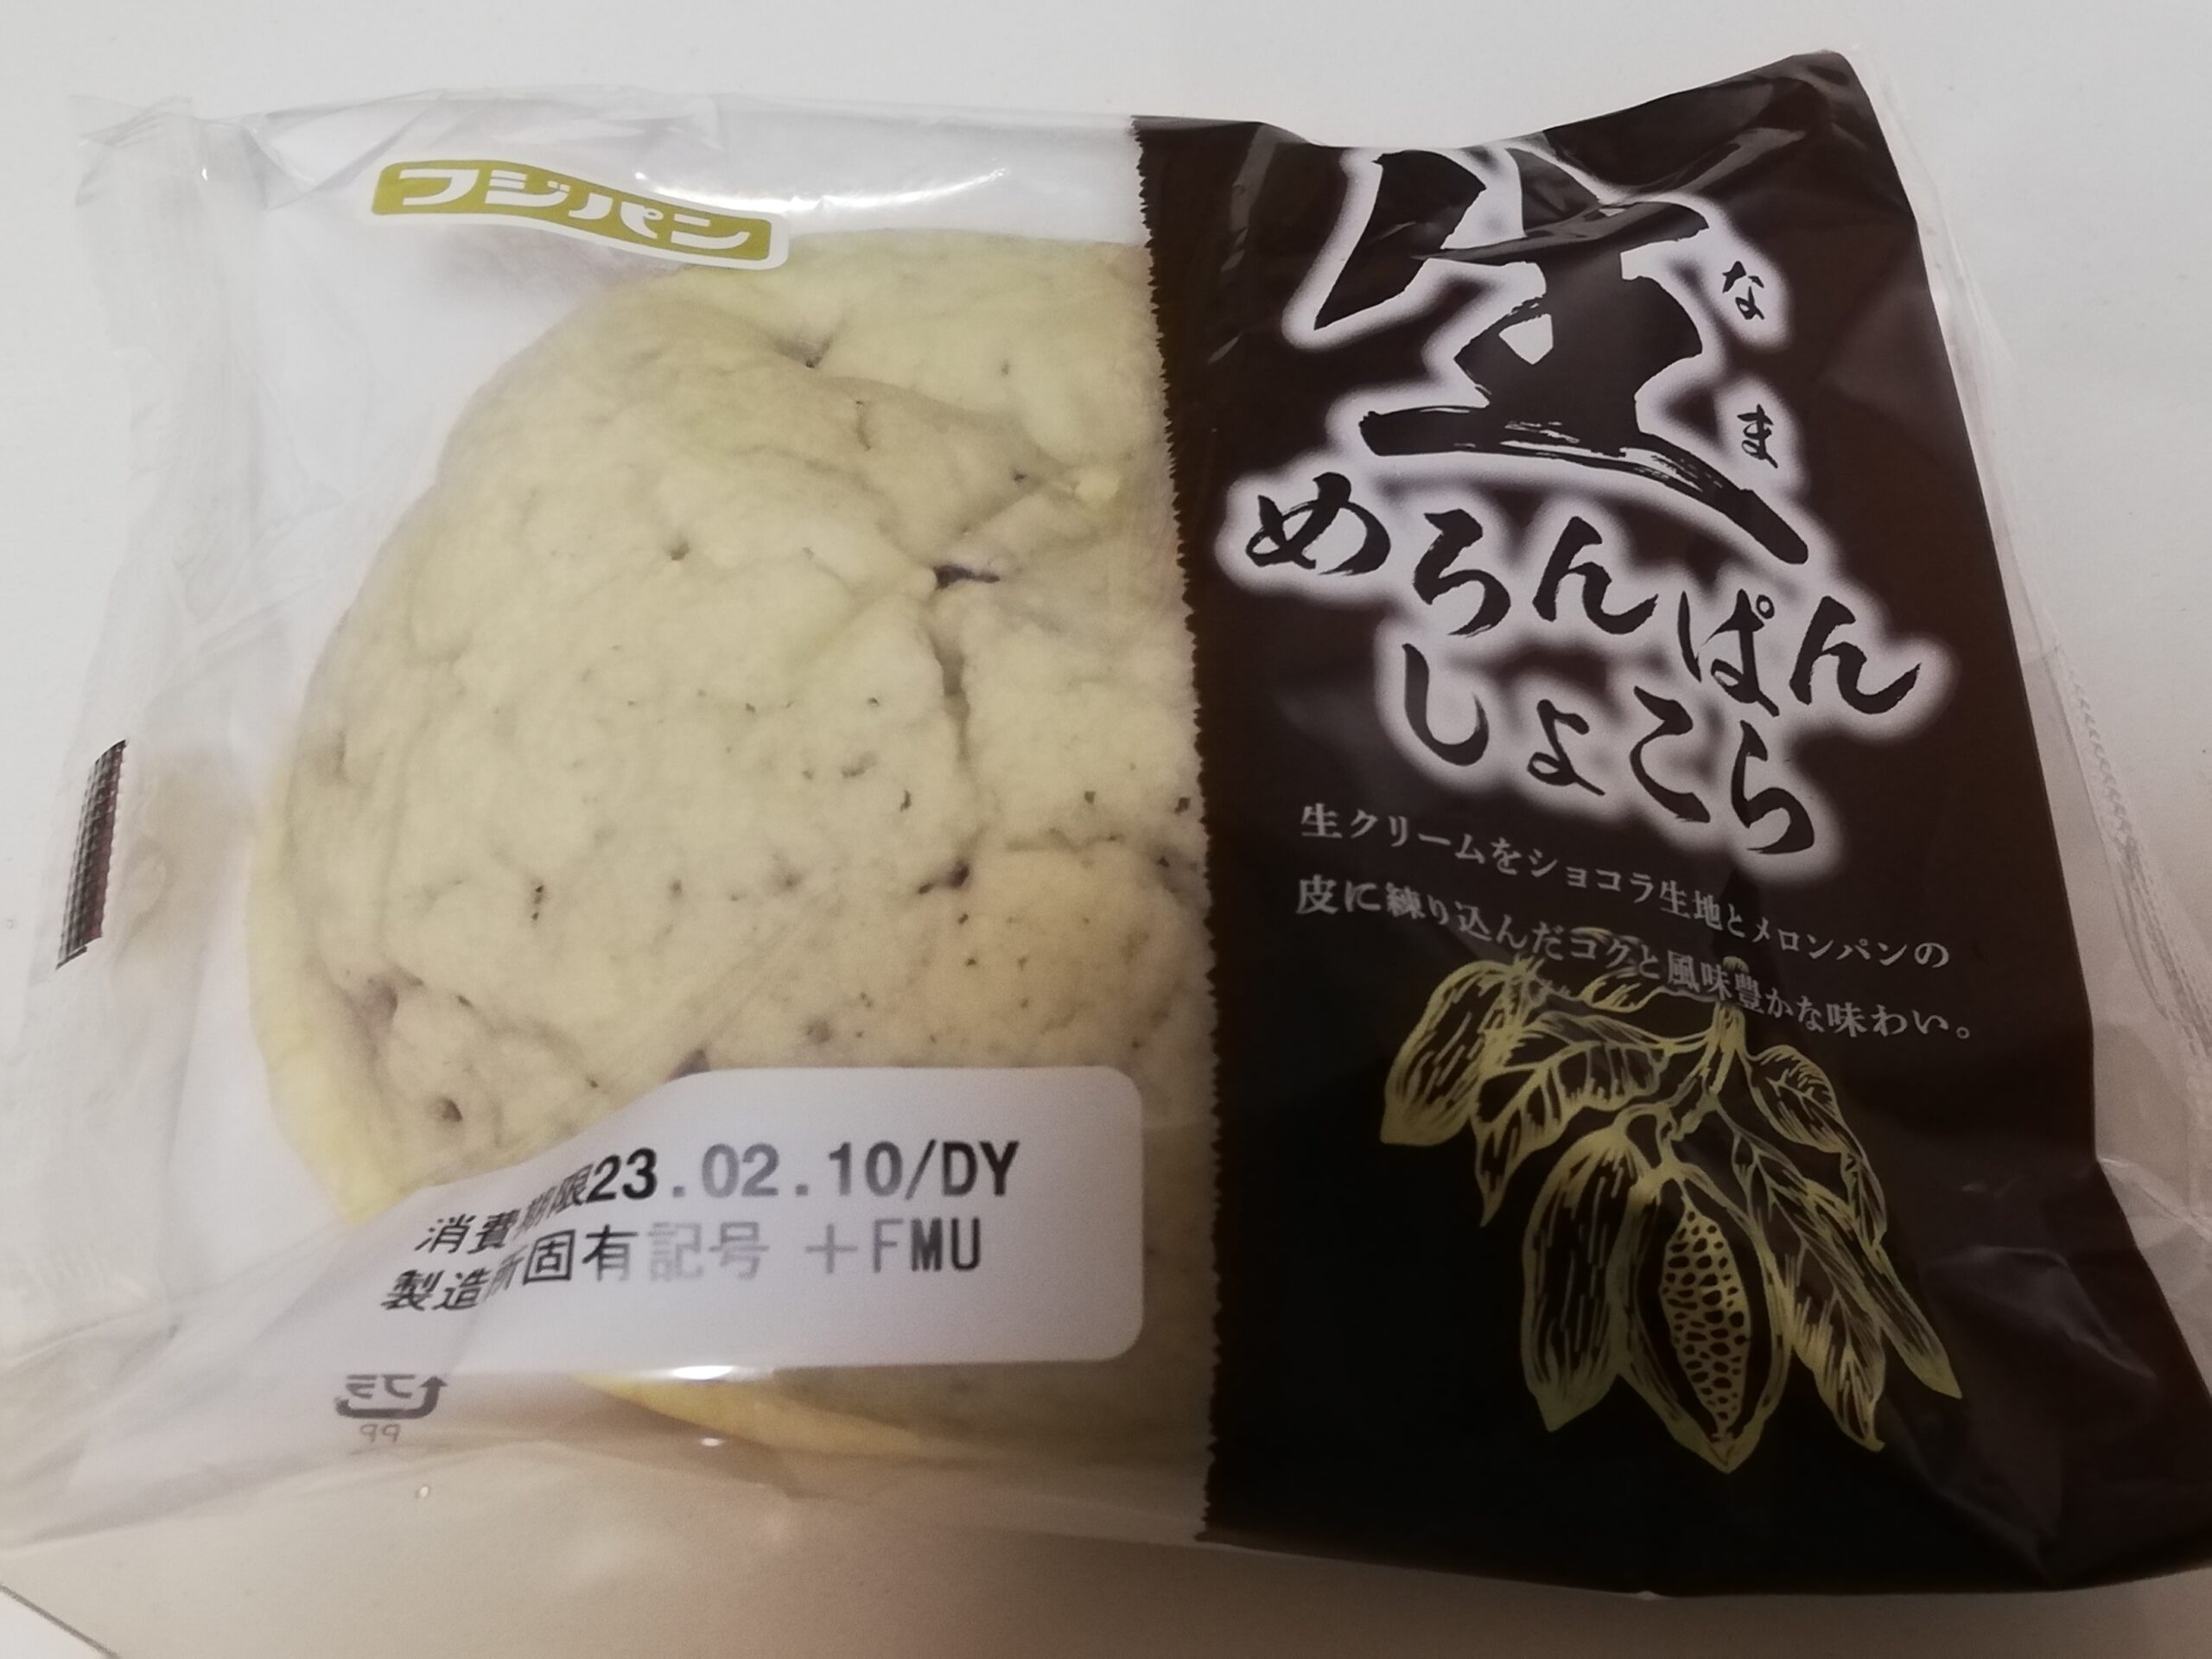 フジパン
生
なま
めろんぱん
しょこら
生クリームをショコラ生地とメロンパンの
皮に練り込んだコクと風味豊かな味わい。
消費期限23.02.10/DY
製造所固有記号 +FMU
プラ
PP